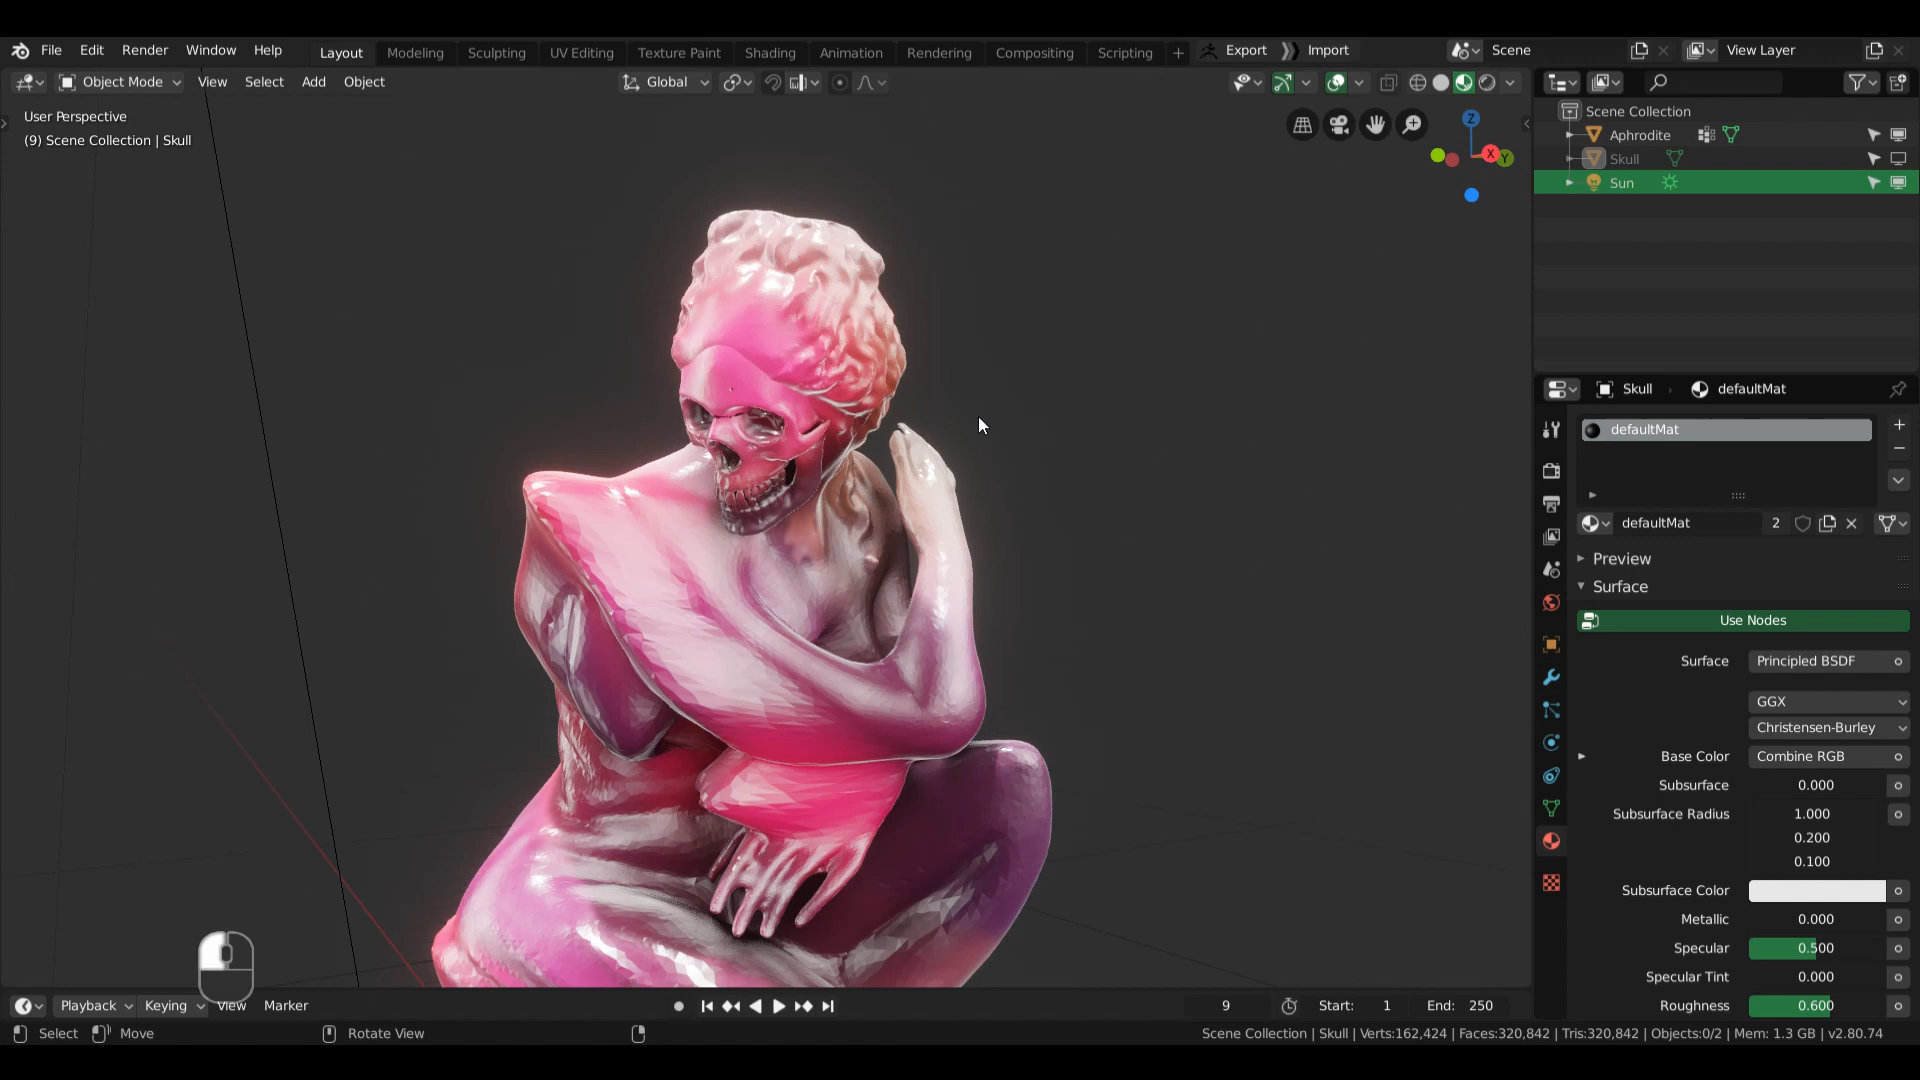 File Edit Render Window Help Layout Modeling Sculpting UV Editing Texture Paint Shading Animation Rendering Compositing Scripting + Export Import Scene View Layer
Object Mode View Select Add Object Global
User Perspective
(9) Scene Collection | Skull
Z
X
Y
Scene Collection
Aphrodite
Skull
Sun
Skull defaultMat
defaultMat
defaultMat 2
Preview
Surface
Use Nodes
Surface Principled BSDF
GGX
Christensen-Burley
Base Color Combine RGB
Subsurface 0.000
Subsurface Radius 1.000
0.200
0.100
Subsurface Color
Metallic 0.000
Specular 0.500
Specular Tint 0.000
Roughness 0.600
Playback Keying View Marker 9 Start: 1 End: 250
Select Move Rotate View Scene Collection | Skull | Verts:162,424 | Faces:320,842 | Tris:320,842 | Objects:0/2 | Mem: 1.3 GB | v2.80.74